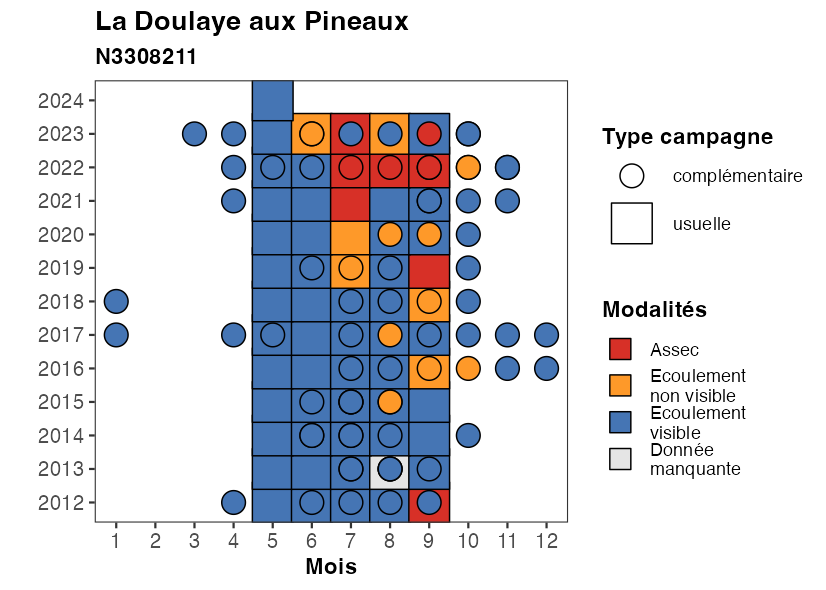 La Doulaye aux Pineaux
N3308211
2024
2023
2022
2021
2020
2019
2018
2017
2016
2015
2014
2013
2012
1 2 3 4 5 6 7 8 9 10 11 12
Mois
Type campagne
complémentaire
usuelle
Modalités
Assec
Ecoulement
non visible
Ecoulement
visible
Donnée
manquante